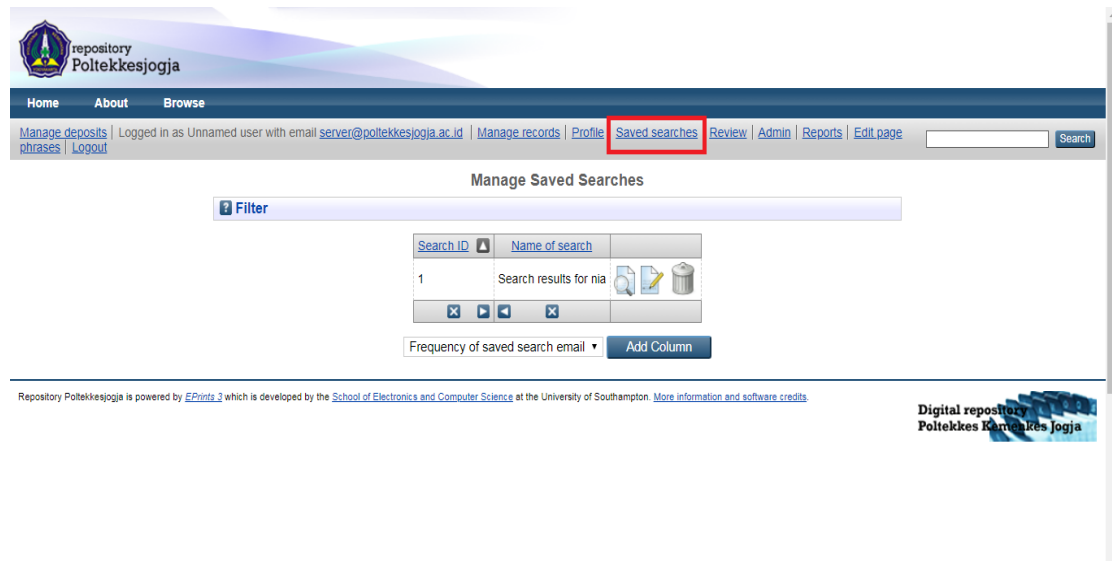 repository
Poltekkesjogja
Home About Browse
Manage deposits | Logged in as Unnamed user with email server@poltekkesjogja.ac.id | Manage records | Profile | Saved searches | Review | Admin | Reports | Edit page
phrases | Logout
Search
Manage Saved Searches
? Filter
Search ID Name of search
1 Search results for nia
Frequency of saved search email Add Column
Repository Poltekkesjogja is powered by EPrints 3 which is developed by the School of Electronics and Computer Science at the University of Southampton. More information and software credits.
Digital repository
Poltekkes Kemenkes Jogja